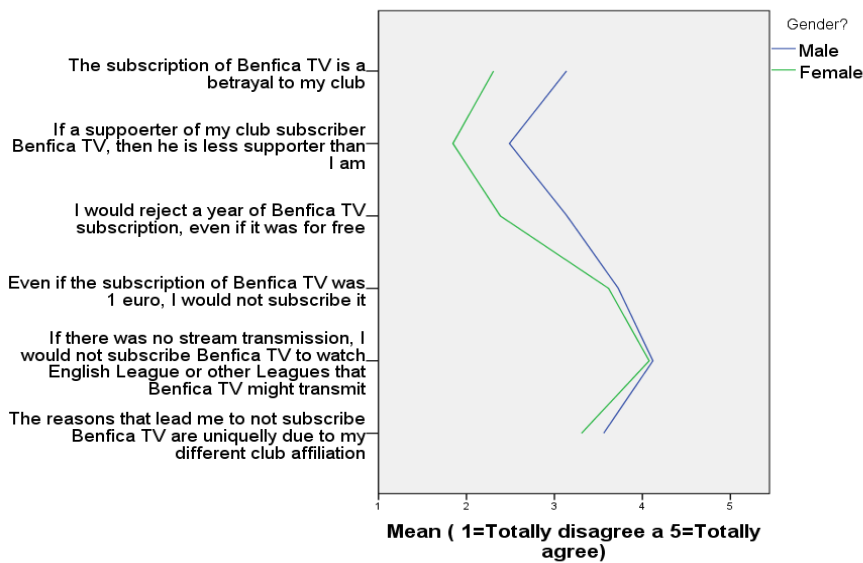 Gender?
Male
Female
The subscription of Benfica TV is a
betrayal to my club
If a suppoerter of my club subscriber
Benfica TV, then he is less supporter than
I am
I would reject a year of Benfica TV
subscription, even if it was for free
Even if the subscription of Benfica TV was
1 euro, I would not subscribe it
If there was no stream transmission, I
would not subscribe Benfica TV to watch
English League or other Leagues that
Benfica TV might transmit
The reasons that lead me to not subscribe
Benfica TV are uniquelly due to my
different club affiliation
1 2 3 4 5
Mean ( 1=Totally disagree a 5=Totally
agree)